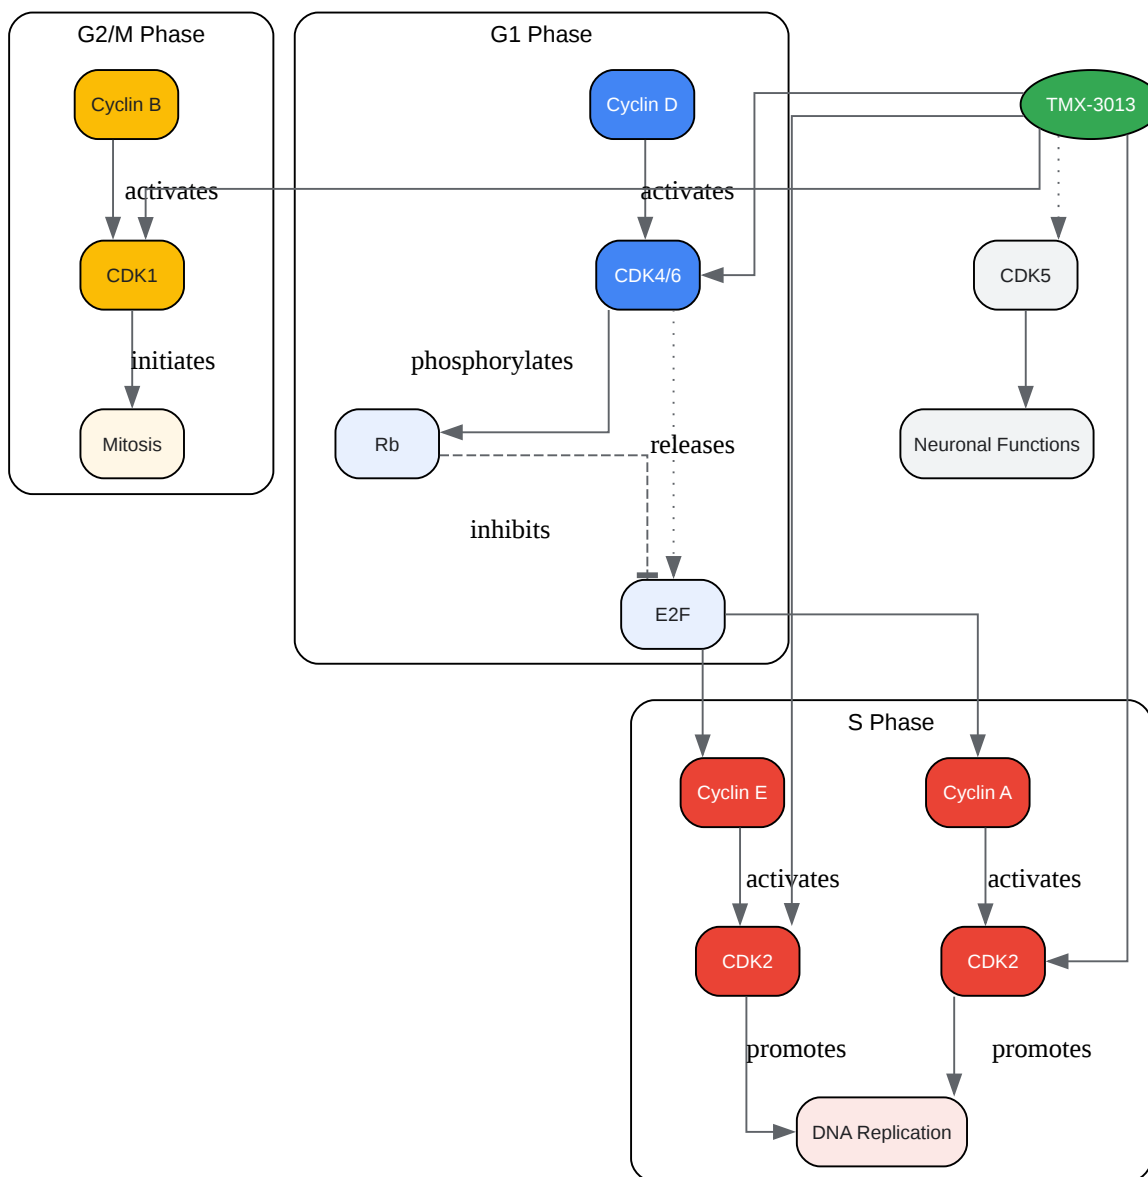 G2/M Phase
G1 Phase
Cyclin B
Cyclin D
TMX-3013
activates
activates
CDK1
CDK4/6
CDK5
initiates
phosphorylates
Mitosis
Rb
releases
Neuronal Functions
inhibits
E2F
S Phase
Cyclin E
Cyclin A
activates
activates
CDK2
CDK2
promotes
promotes
DNA Replication